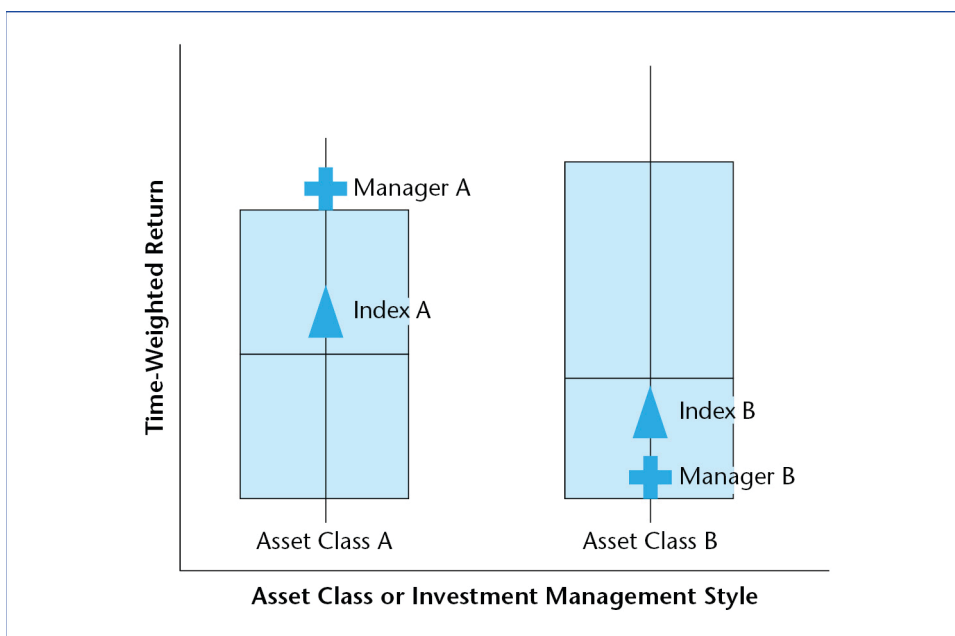 Time-Weighted Return
Manager A
Index A
Index B
Manager B
Asset Class A
Asset Class B
Asset Class or Investment Management Style